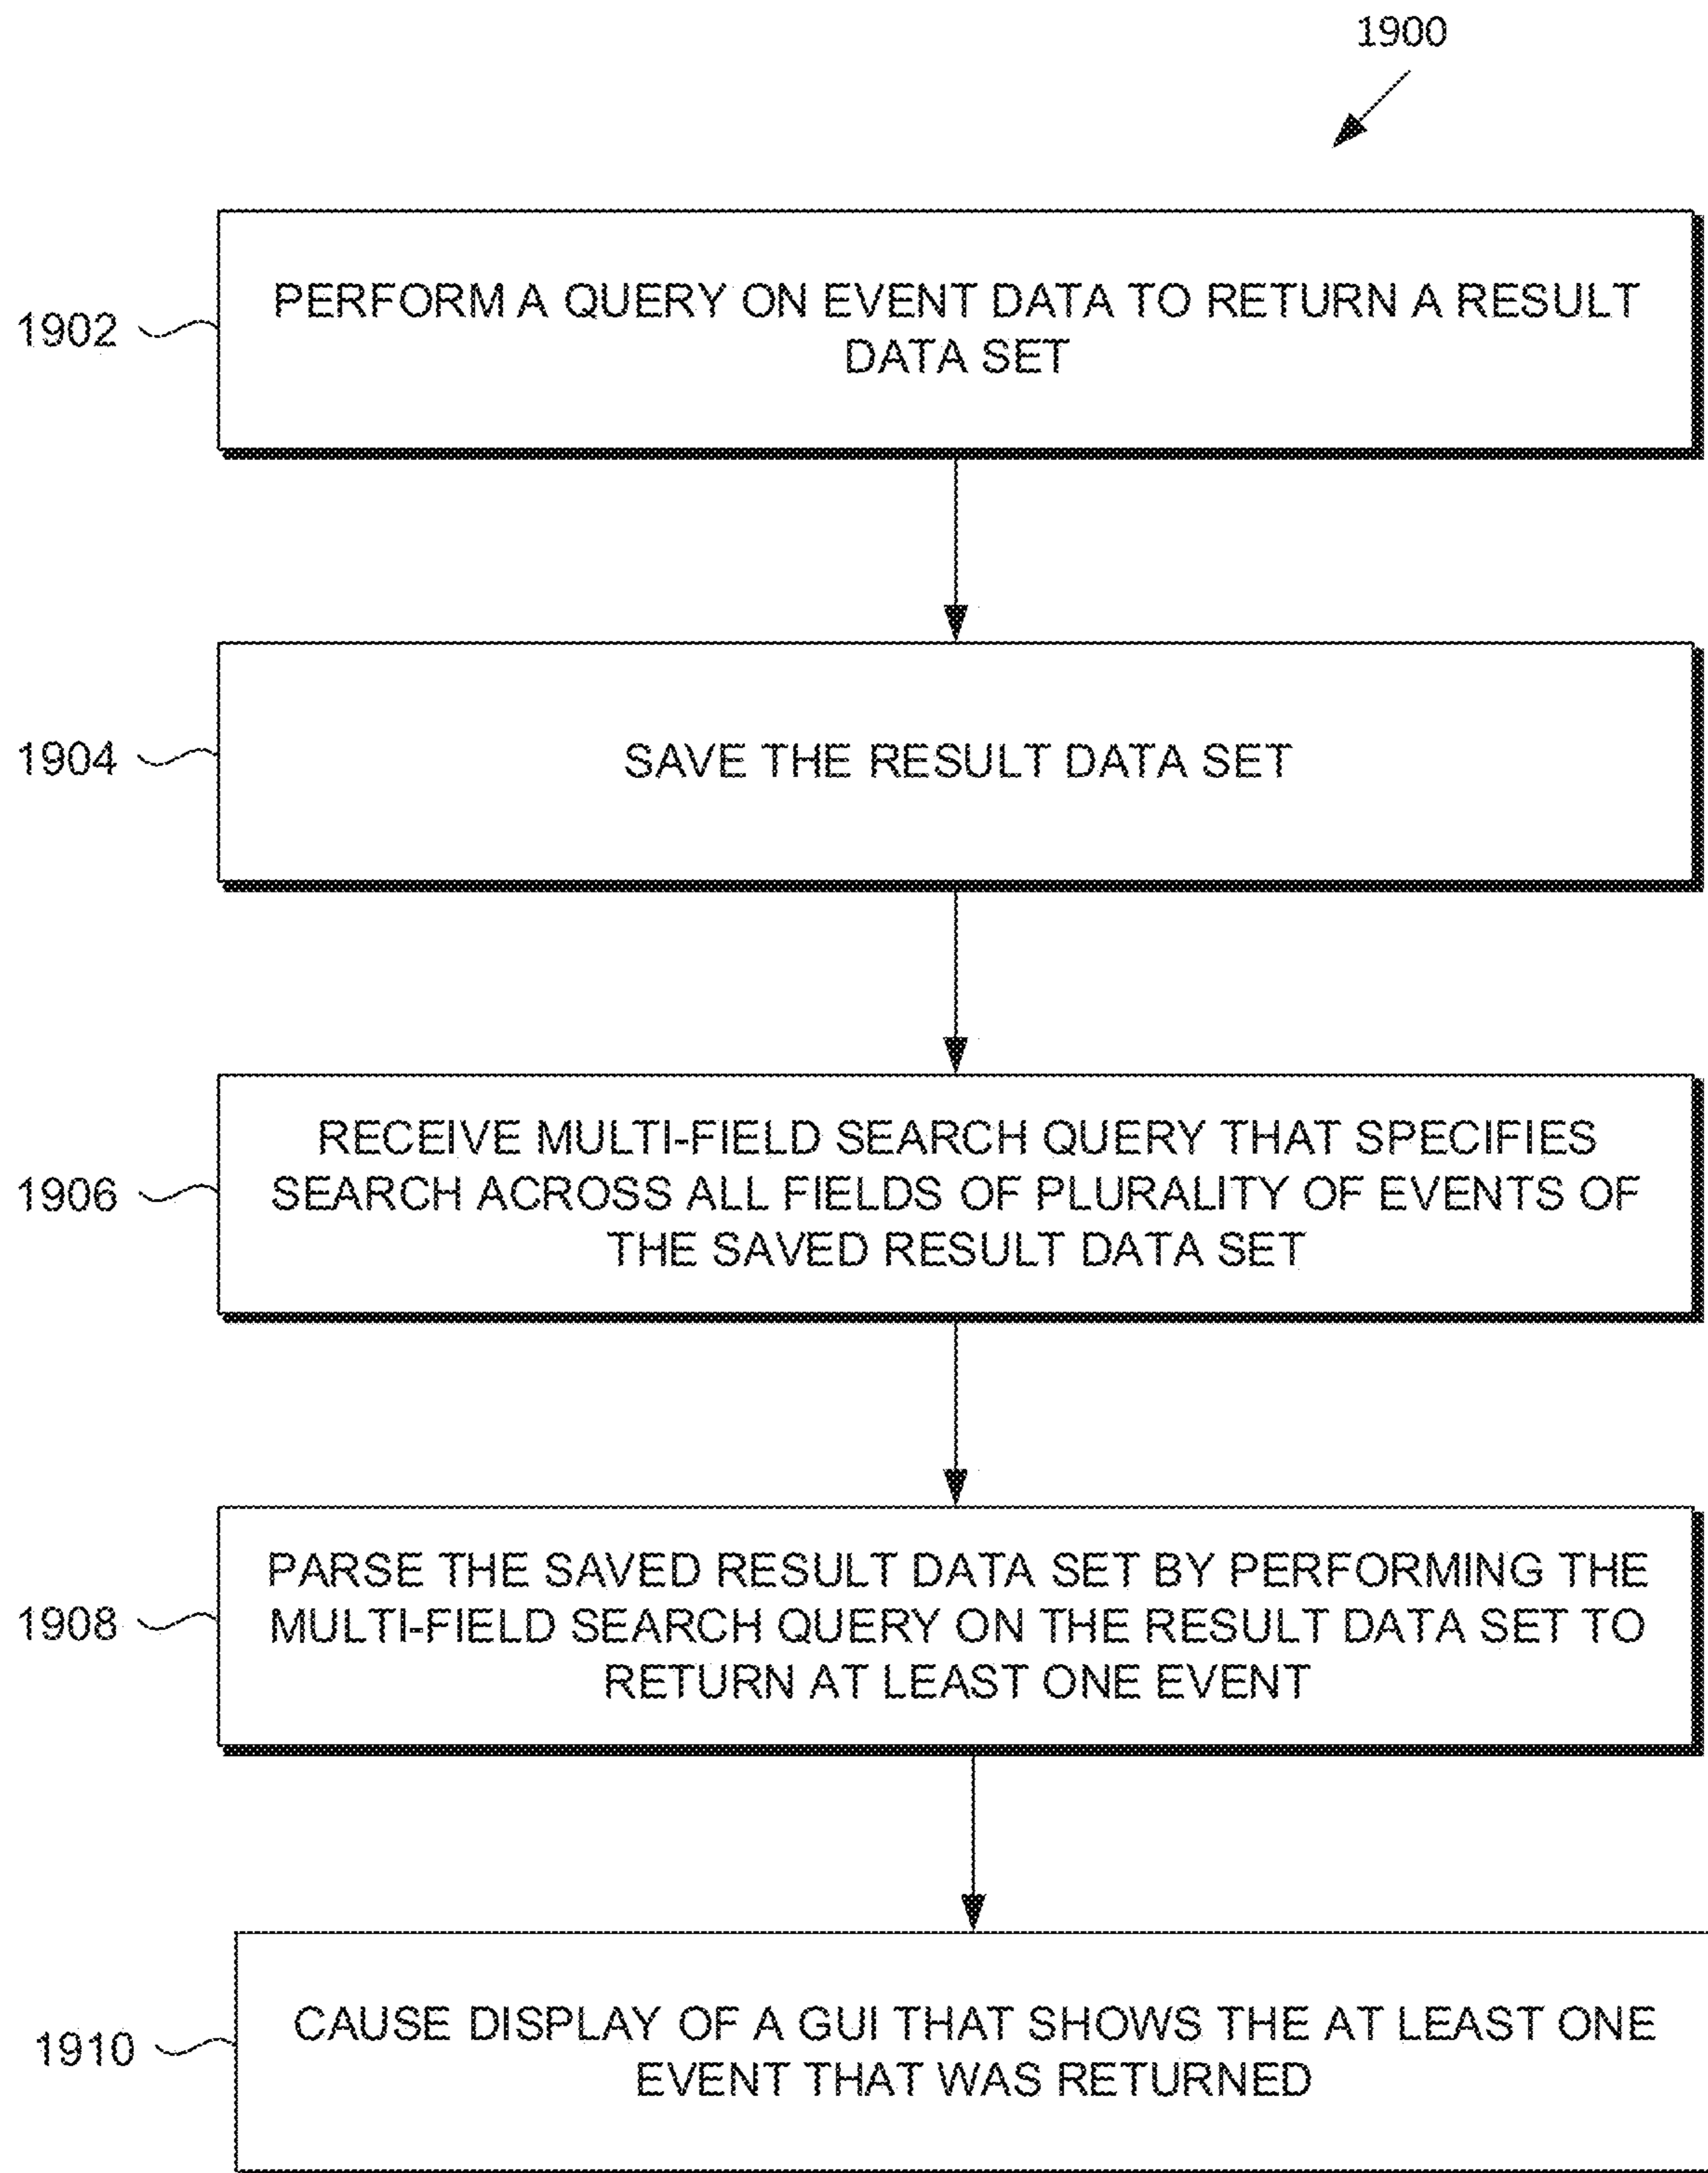 1900
1902
PERFORM A QUERY ON EVENT DATA TO RETURN A RESULT
DATA SET
1904
SAVE THE RESULT DATA SET
1906
RECEIVE MULTI-FIELD SEARCH QUERY THAT SPECIFIES
SEARCH ACROSS ALL FIELDS OF PLURALITY OF EVENTS OF
THE SAVED RESULT DATA SET
1908
PARSE THE SAVED RESULT DATA SET BY PERFORMING THE
MULTI-FIELD SEARCH QUERY ON THE RESULT DATA SET TO
RETURN AT LEAST ONE EVENT
1910
CAUSE DISPLAY OF A GUI THAT SHOWS THE AT LEAST ONE
EVENT THAT WAS RETURNED